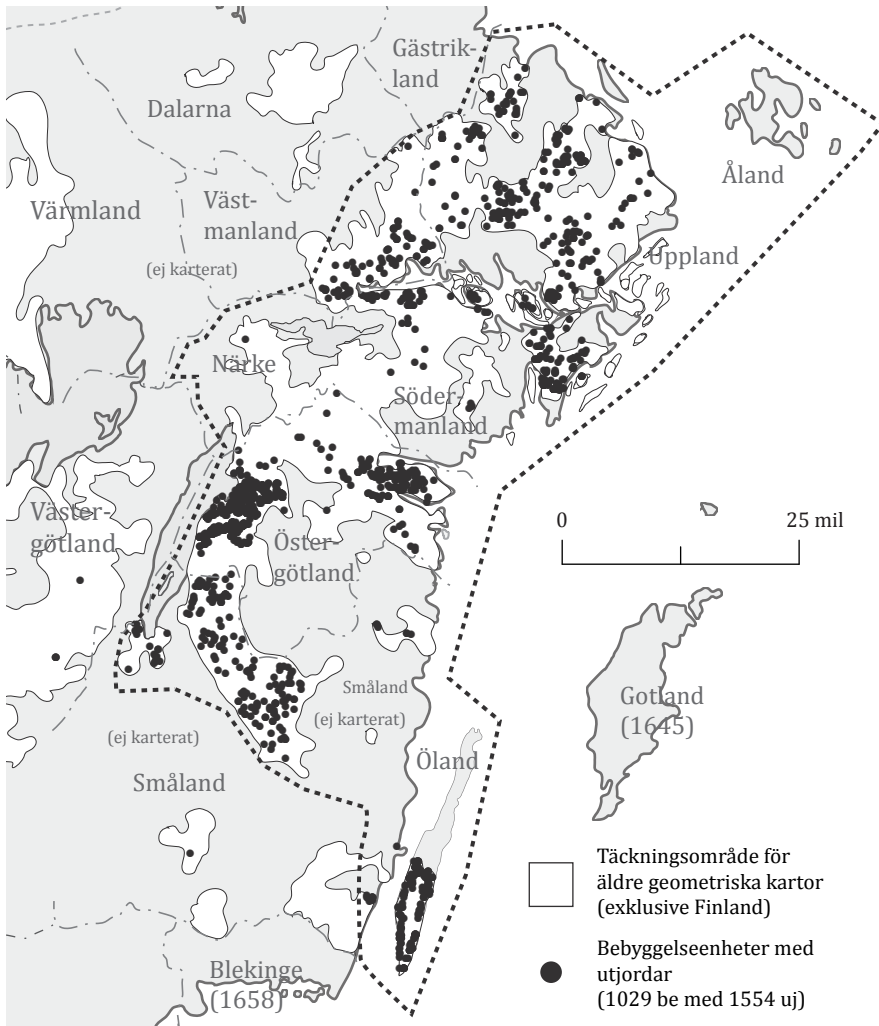 Gästrik-
land
Dalarna
Åland
Värmland
Väst-
manland
(ej karterat)
Uppland
Närke
Söder-
manland
Väster-
götland
Öster-
götland
0 25 mil
Småland
(ej karterat)
Gotland
(1645)
(ej karterat)
Öland
Småland
Täckningsområde för
äldre geometriska kartor
(exklusive Finland)
Bebyggelseenheter med
utjordar
(1029 be med 1554 uj)
Blekinge
(1658)